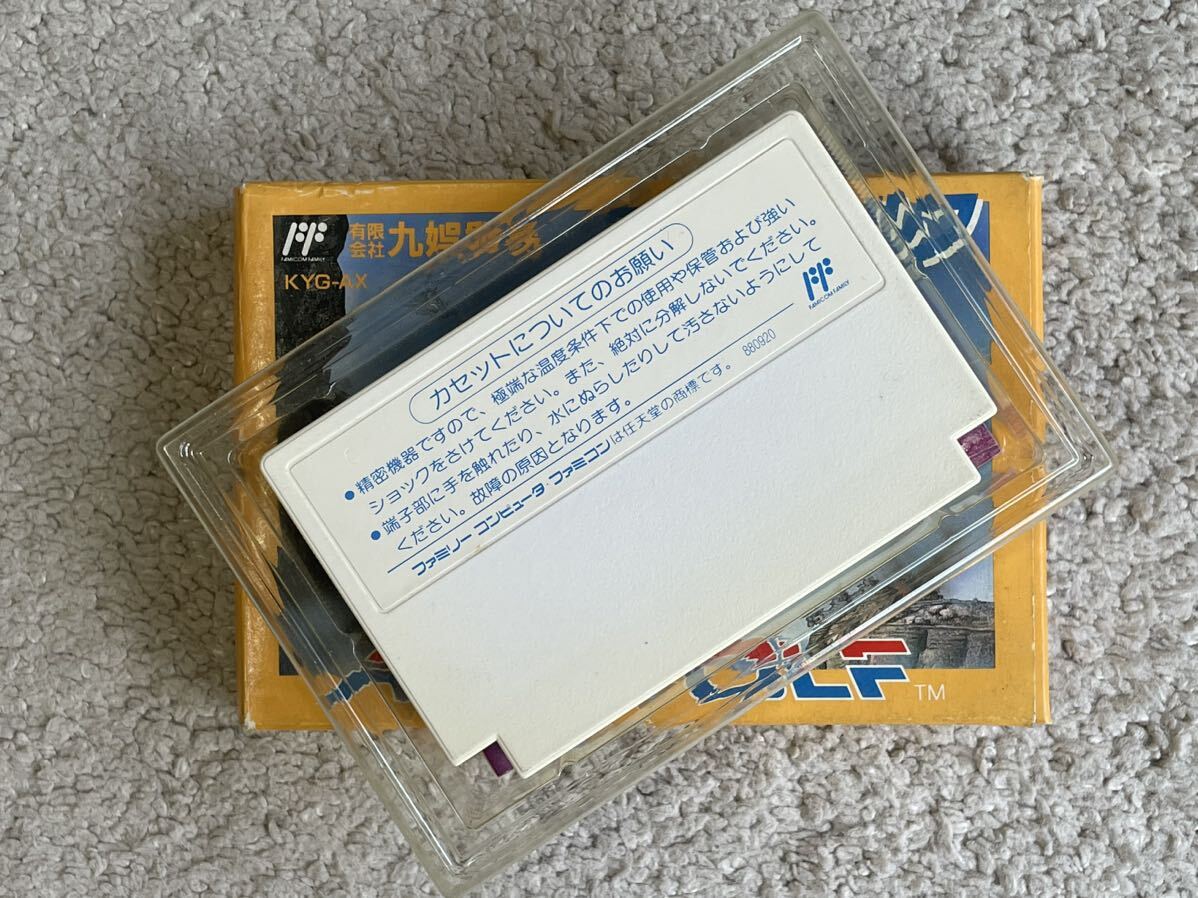 FAMICOM FAMILY
有限
会社
九娯貿易
KYG-AX
カセットについてのお願い
●精密機器ですので、極端な温度条件下での使用や保管および強い
ショックをさけてください。また、絶対に分解しないでください。
●端子部に手を触れたり、水にぬらしたりして汚さないようにして
ください。故障の原因となります。
ファミリー コンピュータ ファミコンは任天堂の商標です。 880920
FAMICOM FAMILY
TM